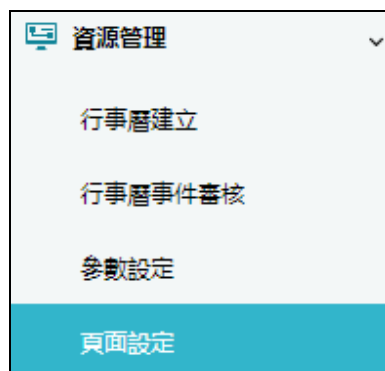 資源管理
行事曆建立
行事曆事件審核
參數設定
頁面設定